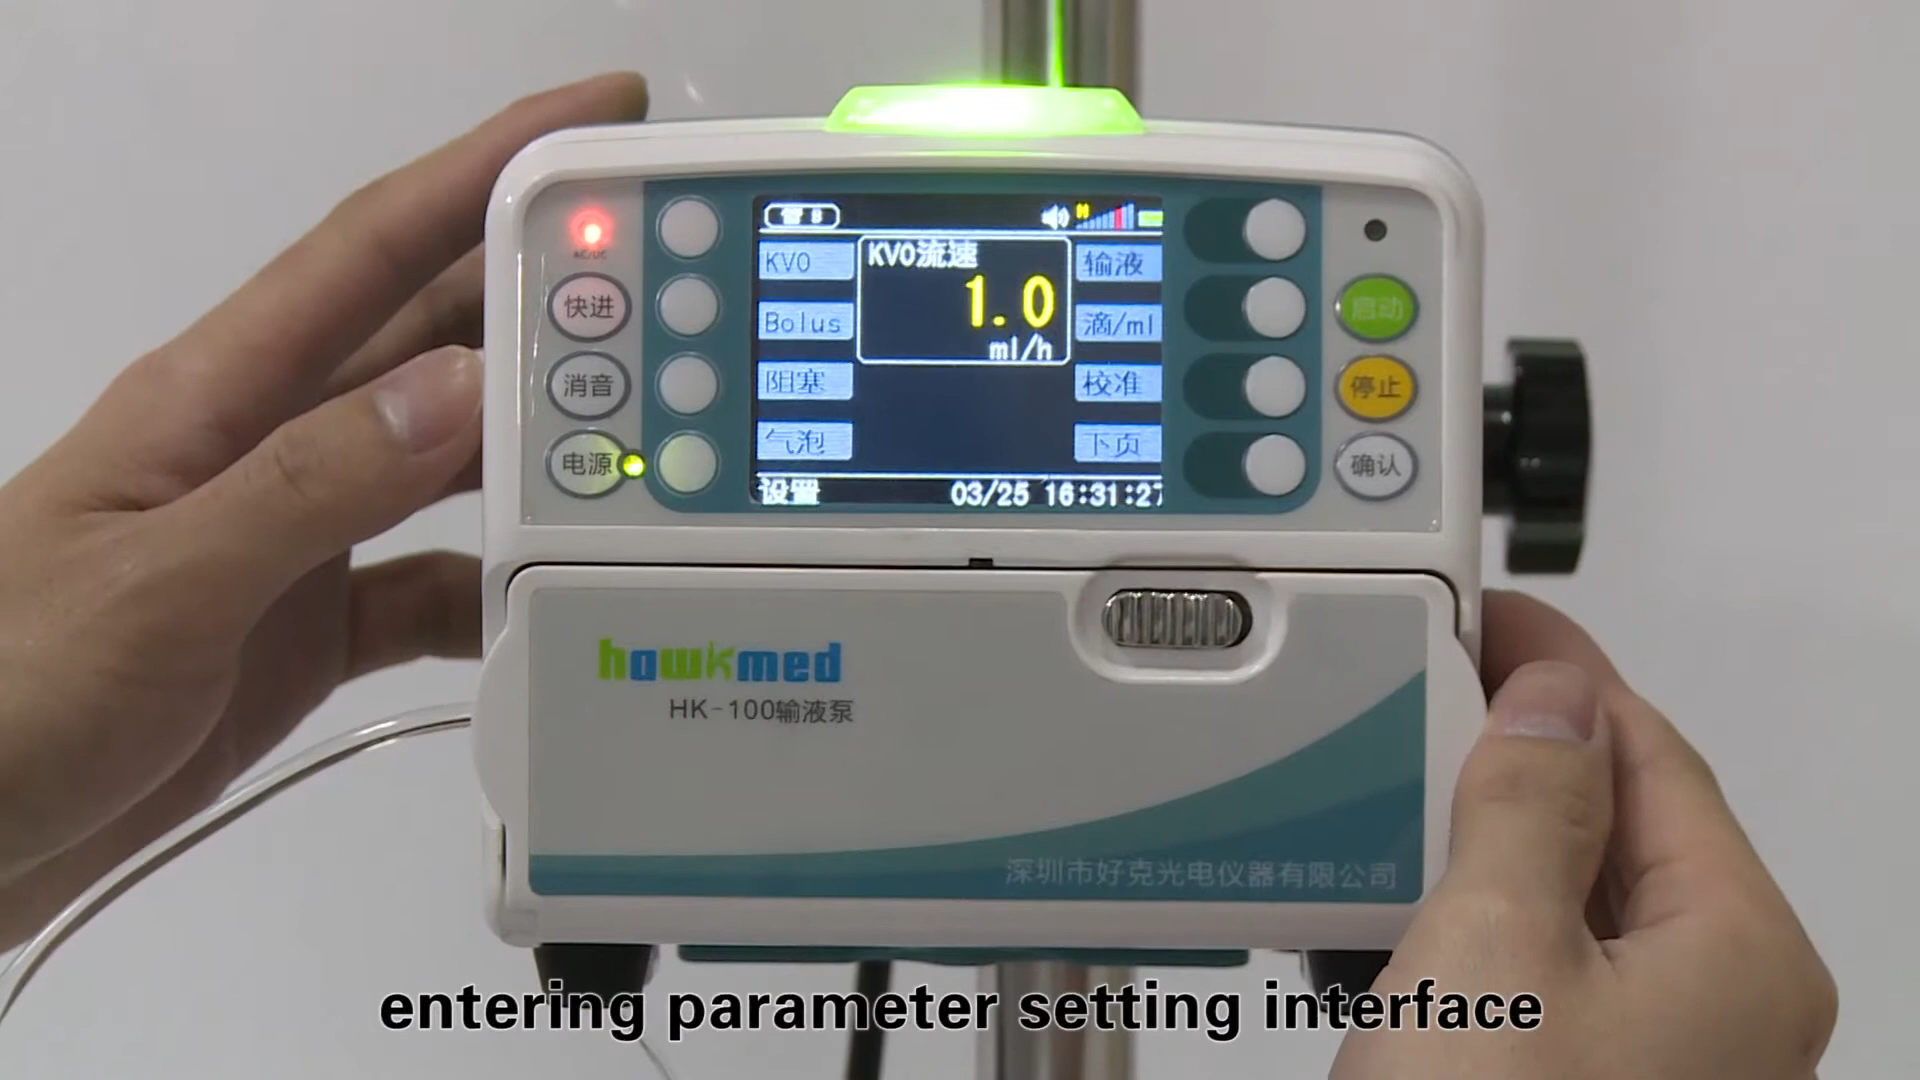 管 8
KVO
Bolus
阻塞
气泡
KVO流速
1.0
ml/h
输液
滴/ml
校准
下页
设置
03/25 16:31:27
AC/DC
快进
消音
电源
启动
停止
确认
hawkmed
HK-100输液泵
深圳市好克光电仪器有限公司
entering parameter setting interface